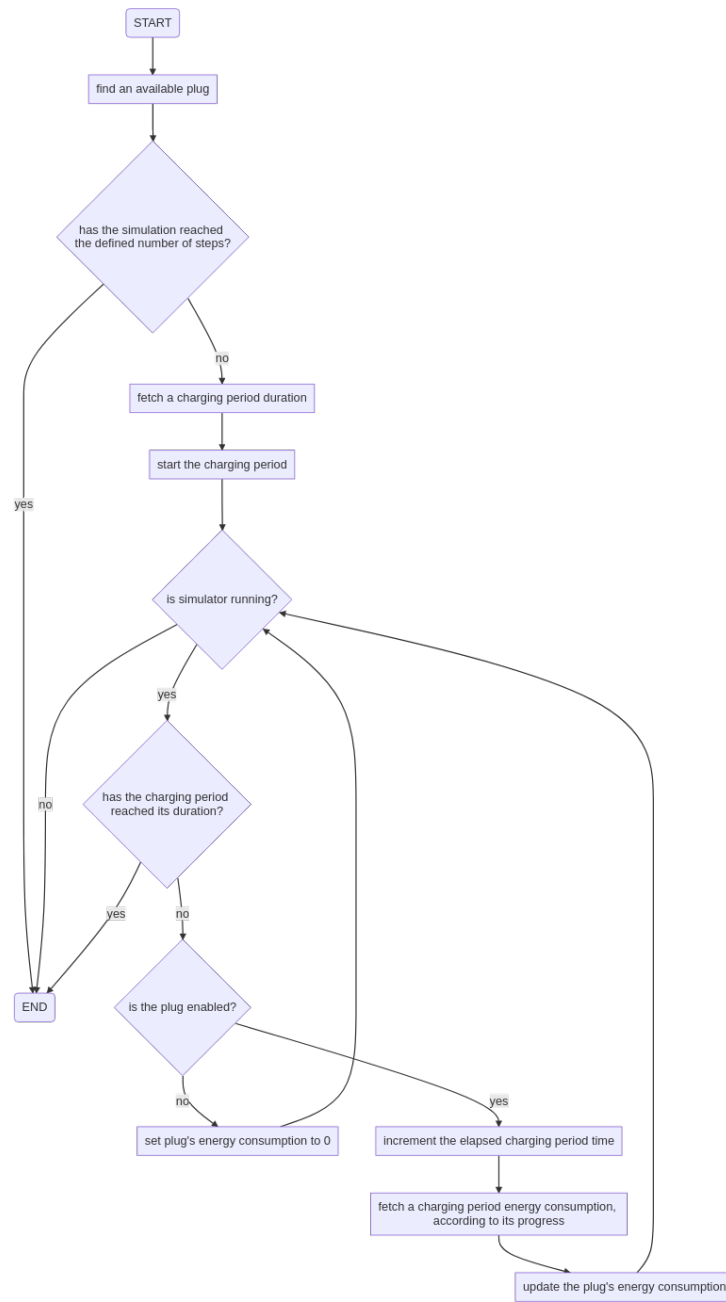 START
find an available plug
has the simulation reached
the defined number of steps?
no
fetch a charging period duration
start the charging period
yes
is simulator running?
yes
has the charging period
reached its duration?
no
yes
no
END
is the plug enabled?
no
yes
set plug's energy consumption to 0
increment the elapsed charging period time
fetch a charging period energy consumption,
according to its progress
update the plug's energy consumption